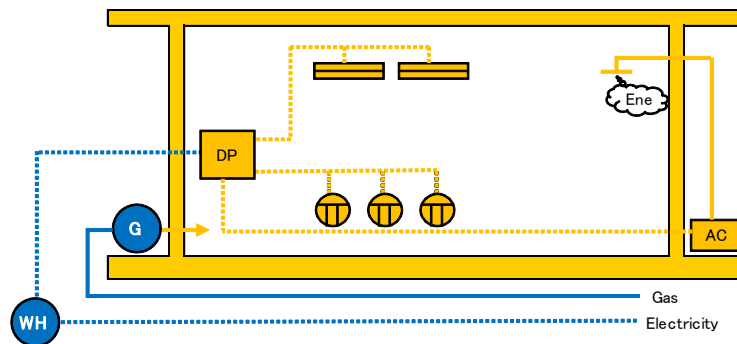 Ene
DP
G
AC
Gas
WH
Electricity